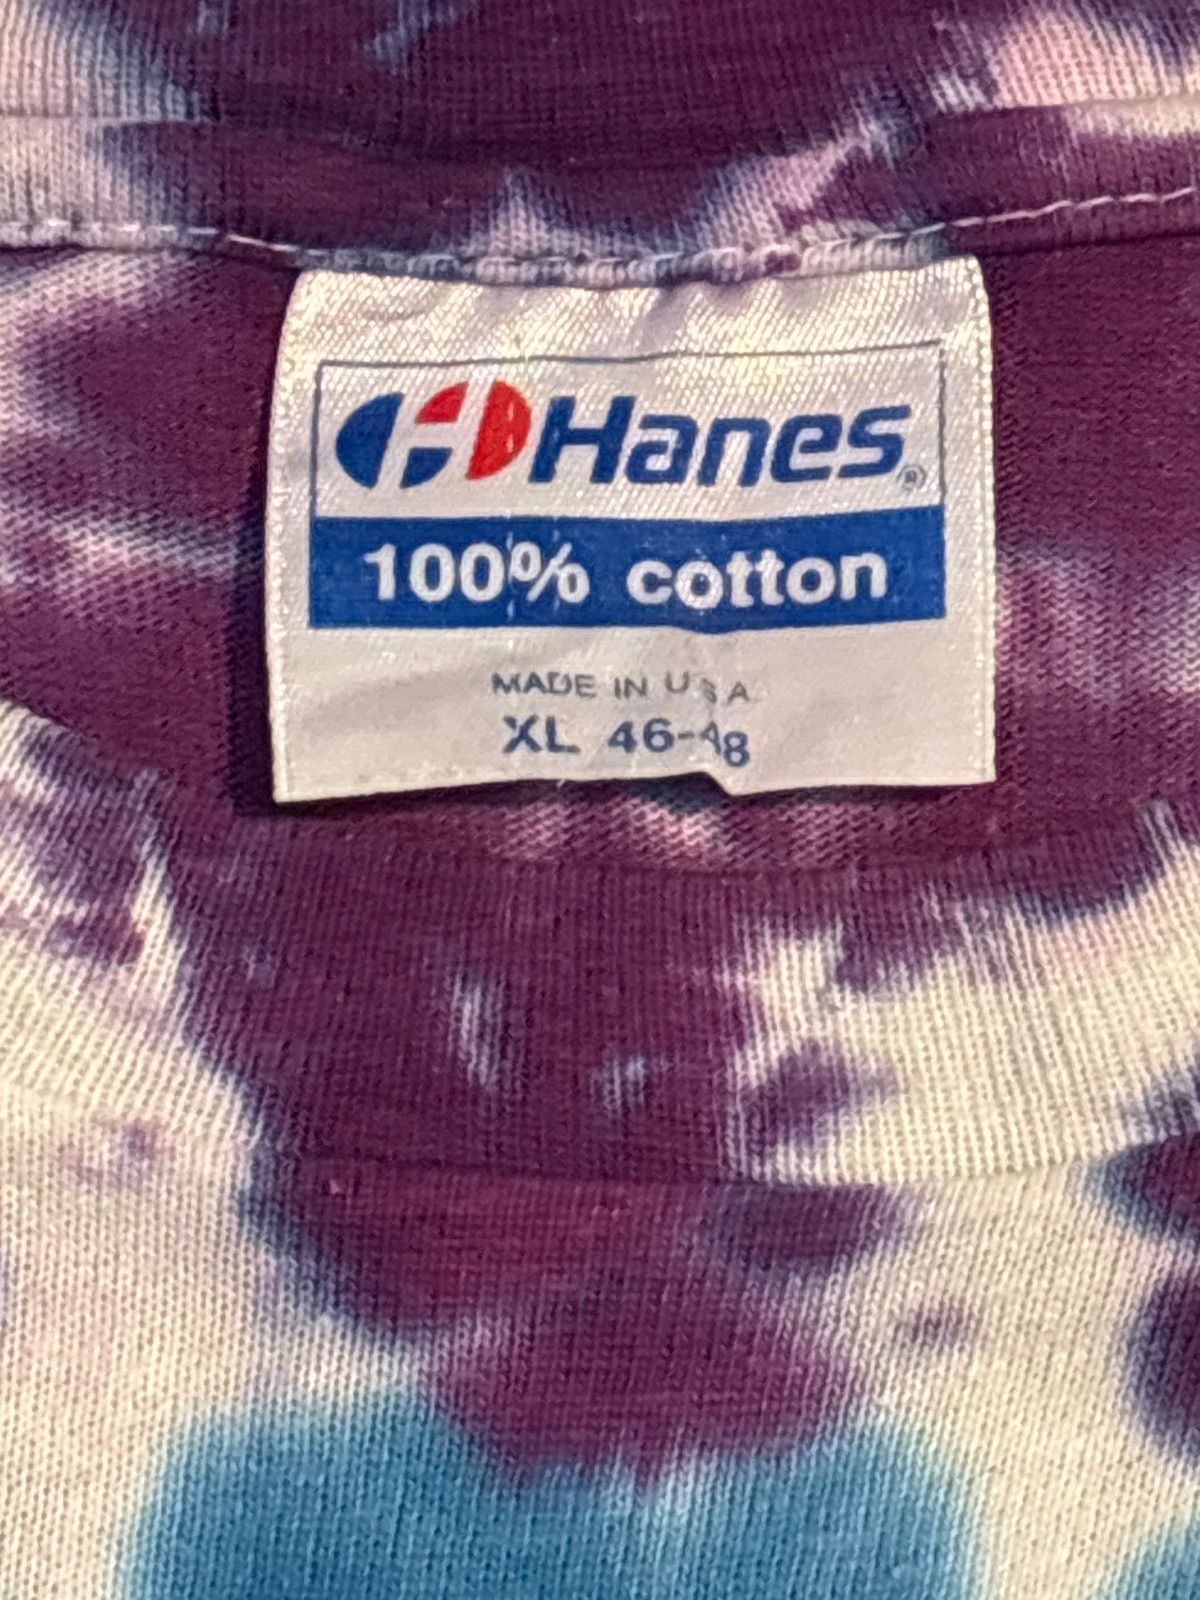 Hanes®
100% cotton
MADE IN U S A
XL 46-48